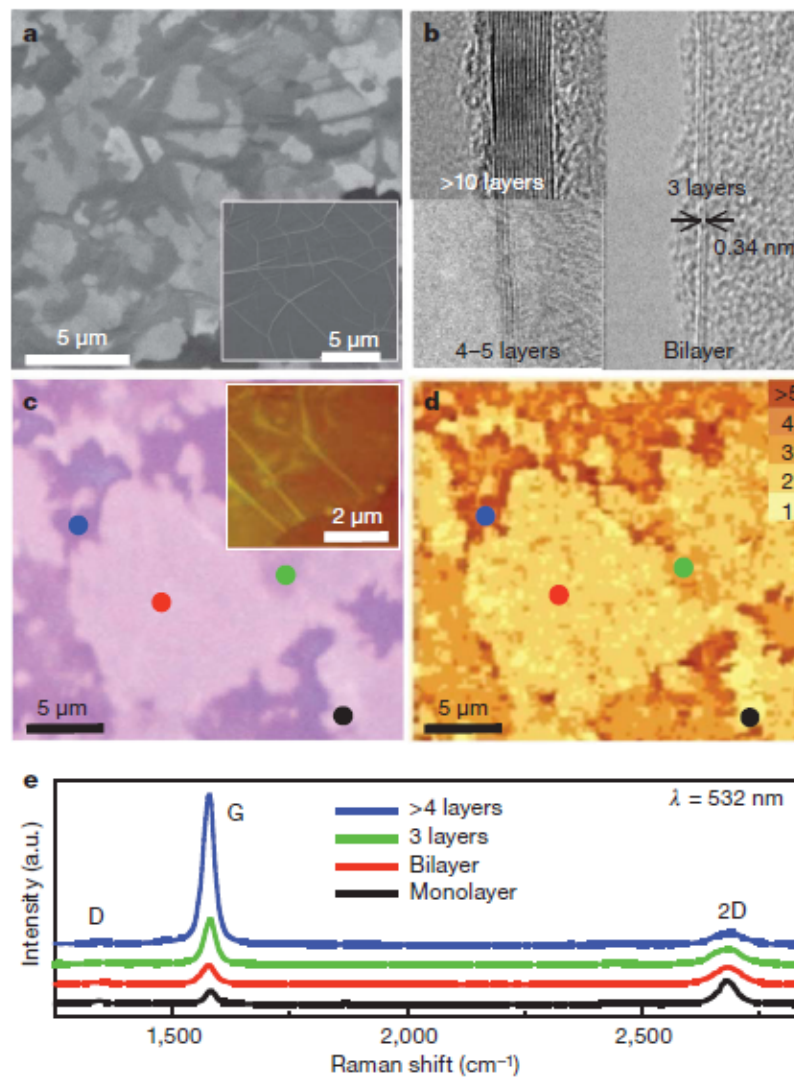 a
5 μm
5 μm
b
>10 layers
3 layers
0.34 nm
4–5 layers
Bilayer
c
2 μm
5 μm
d
>5
4
3
2
1
5 μm
e
>4 layers
3 layers
Bilayer
Monolayer
λ = 532 nm
G
D
2D
Intensity (a.u.)
1,500
2,000
2,500
Raman shift (cm⁻¹)